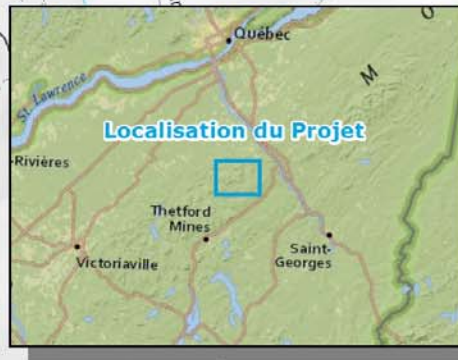 Québec
M
O
St. Lawrence
Localisation du Projet
-Rivières
Thetford
Mines
Victoriaville
Saint-
Georges